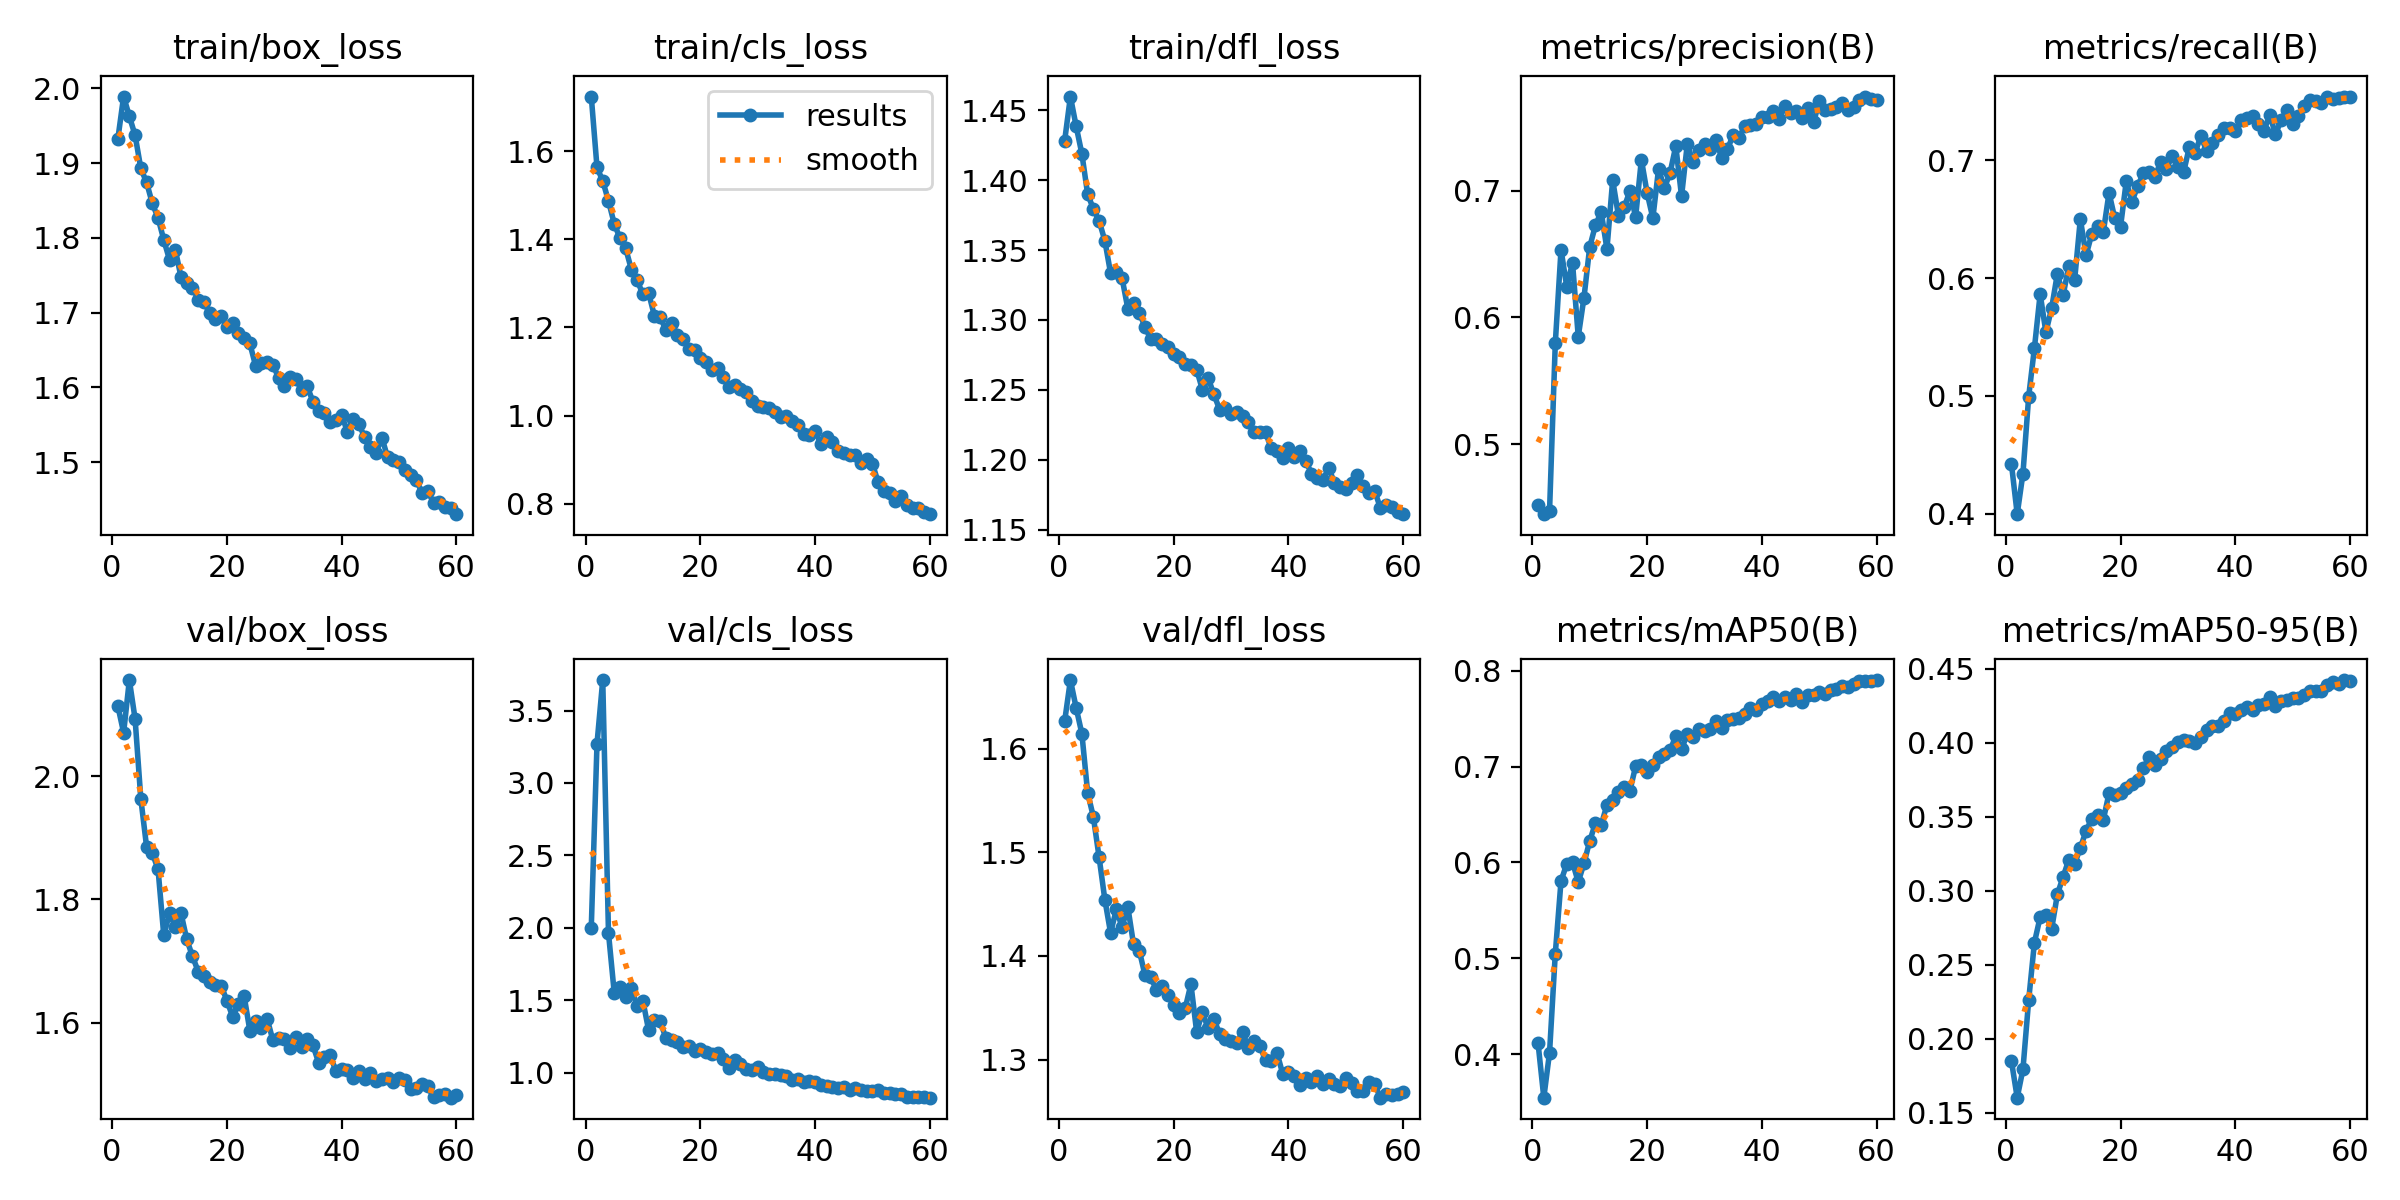 train/box_loss
2.0
1.9
1.8
1.7
1.6
1.5
0 20 40 60
train/cls_loss
results
smooth
1.6
1.4
1.2
1.0
0.8
0 20 40 60
train/dfl_loss
1.45
1.40
1.35
1.30
1.25
1.20
1.15
0 20 40 60
metrics/precision(B)
0.7
0.6
0.5
0 20 40 60
metrics/recall(B)
0.7
0.6
0.5
0.4
0 20 40 60
val/box_loss
2.0
1.8
1.6
0 20 40 60
val/cls_loss
3.5
3.0
2.5
2.0
1.5
1.0
0 20 40 60
val/dfl_loss
1.6
1.5
1.4
1.3
0 20 40 60
metrics/mAP50(B)
0.8
0.7
0.6
0.5
0.4
0 20 40 60
metrics/mAP50-95(B)
0.45
0.40
0.35
0.30
0.25
0.20
0.15
0 20 40 60